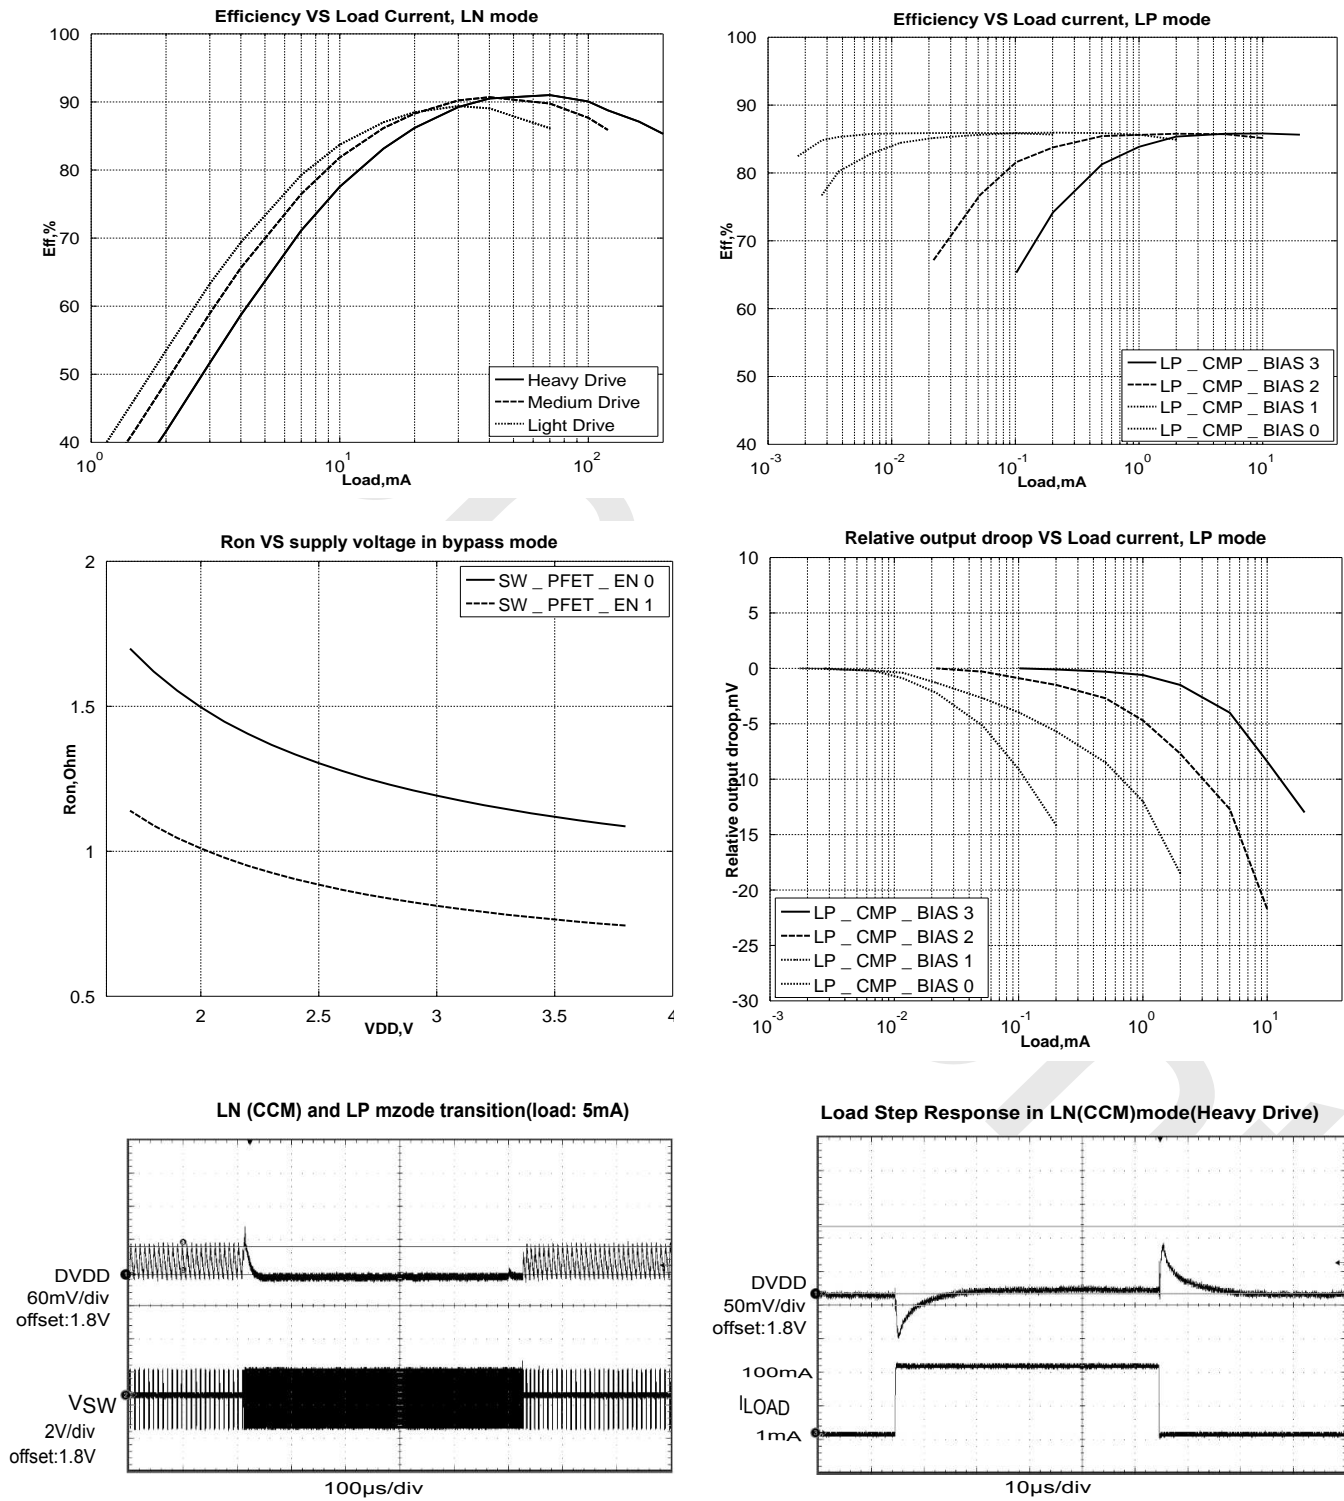 Efficiency VS Load Current, LN mode
100
90
80
70
60
50
40
Eff,%
Heavy Drive
Medium Drive
Light Drive
10^0
10^1
10^2
Load,mA
Efficiency VS Load current, LP mode
100
90
80
70
60
50
40
Eff,%
LP _ CMP _ BIAS 3
LP _ CMP _ BIAS 2
LP _ CMP _ BIAS 1
LP _ CMP _ BIAS 0
10^-3
10^-2
10^-1
10^0
10^1
Load,mA
Ron VS supply voltage in bypass mode
2
1.5
1
0.5
Ron,Ohm
SW _ PFET _ EN 0
SW _ PFET _ EN 1
2
2.5
3
3.5
4
VDD,V
Relative output droop VS Load current, LP mode
10
5
0
-5
-10
-15
-20
-25
-30
Relative output droop,mV
LP _ CMP _ BIAS 3
LP _ CMP _ BIAS 2
LP _ CMP _ BIAS 1
LP _ CMP _ BIAS 0
10^-3
10^-2
10^-1
10^0
10^1
Load,mA
LN (CCM) and LP mzode transition(load: 5mA)
DVDD
60mV/div
offset:1.8V
VSW
2V/div
offset:1.8V
100µs/div
Load Step Response in LN(CCM)mode(Heavy Drive)
DVDD
50mV/div
offset:1.8V
100mA
ILOAD
1mA
10µs/div